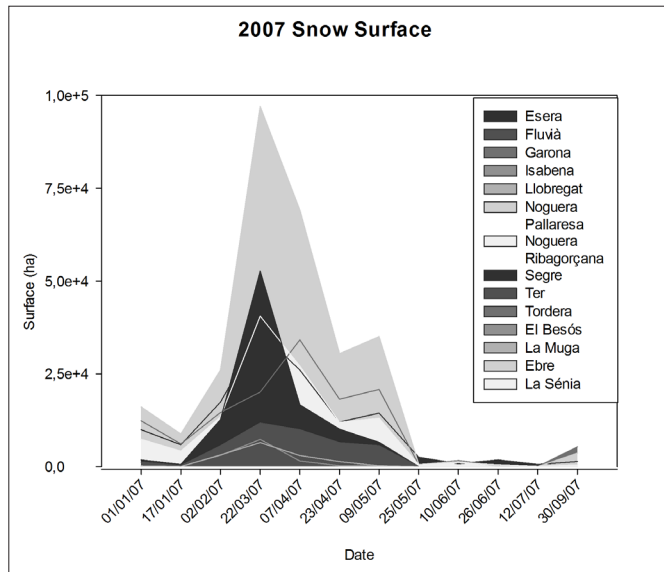 2007 Snow Surface
1,0e+5
7,5e+4
5,0e+4
2,5e+4
0,0
Surface (ha)
Esera
Fluvià
Garona
Isabena
Llobregat
Noguera
Pallaresa
Noguera
Ribagorçana
Segre
Ter
Tordera
El Besós
La Muga
Ebre
La Sénia
01/01/07
17/01/07
02/02/07
22/03/07
07/04/07
23/04/07
09/05/07
25/05/07
10/06/07
26/06/07
12/07/07
30/09/07
Date